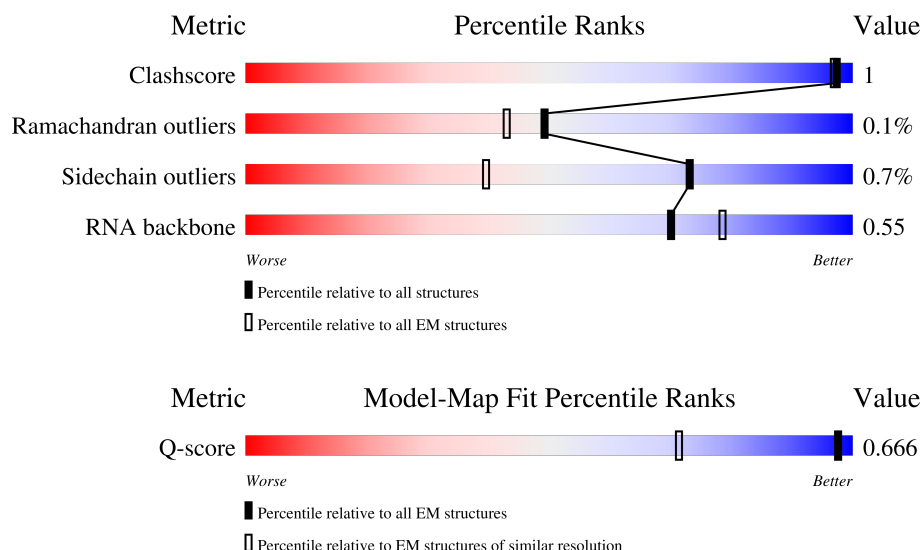 Metric Percentile Ranks Value
Clashscore 1
Ramachandran outliers 0.1%
Sidechain outliers 0.7%
RNA backbone 0.55
Worse Better
Percentile relative to all structures
Percentile relative to all EM structures
Metric Model-Map Fit Percentile Ranks Value
Q-score 0.666
Worse Better
Percentile relative to all EM structures
Percentile relative to EM structures of similar resolution